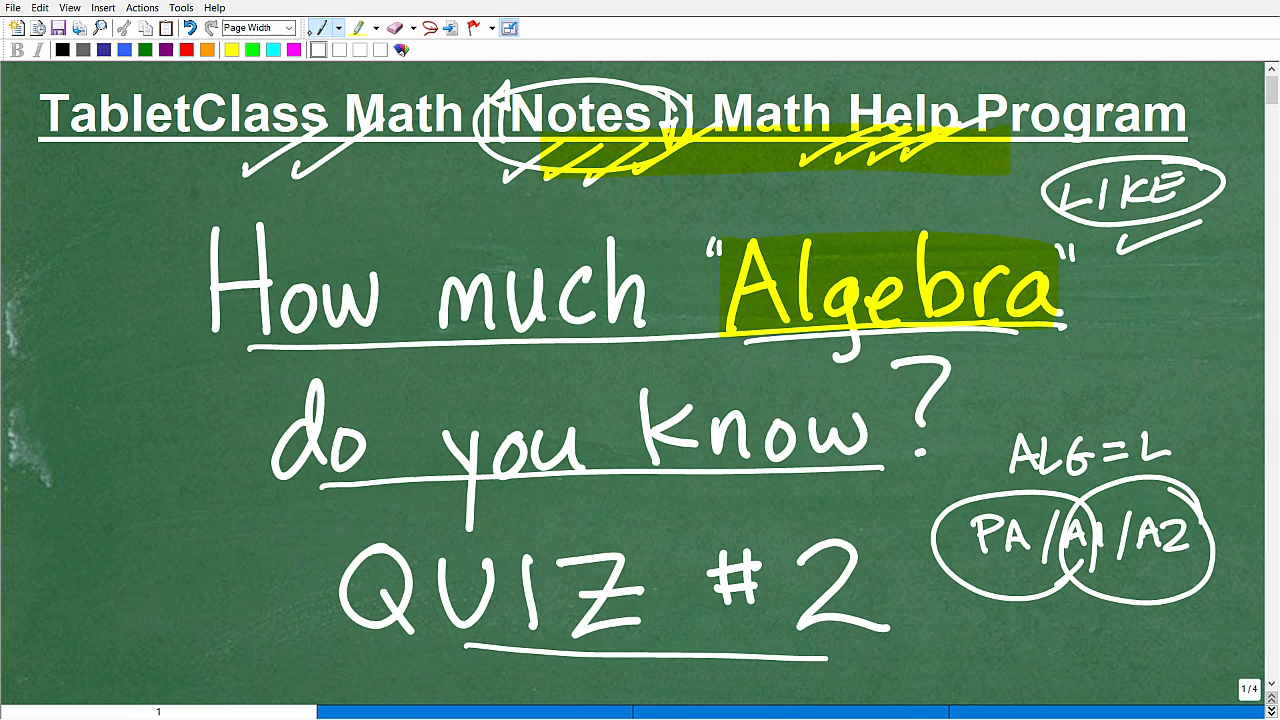 File Edit View Insert Actions Tools Help
Page Width
B I
TabletClass Math Notes Math Help Program
LIKE
How much "Algebra"
do you know?
ALG = L
PA/A1/A2
QUIZ #2
1/4
1